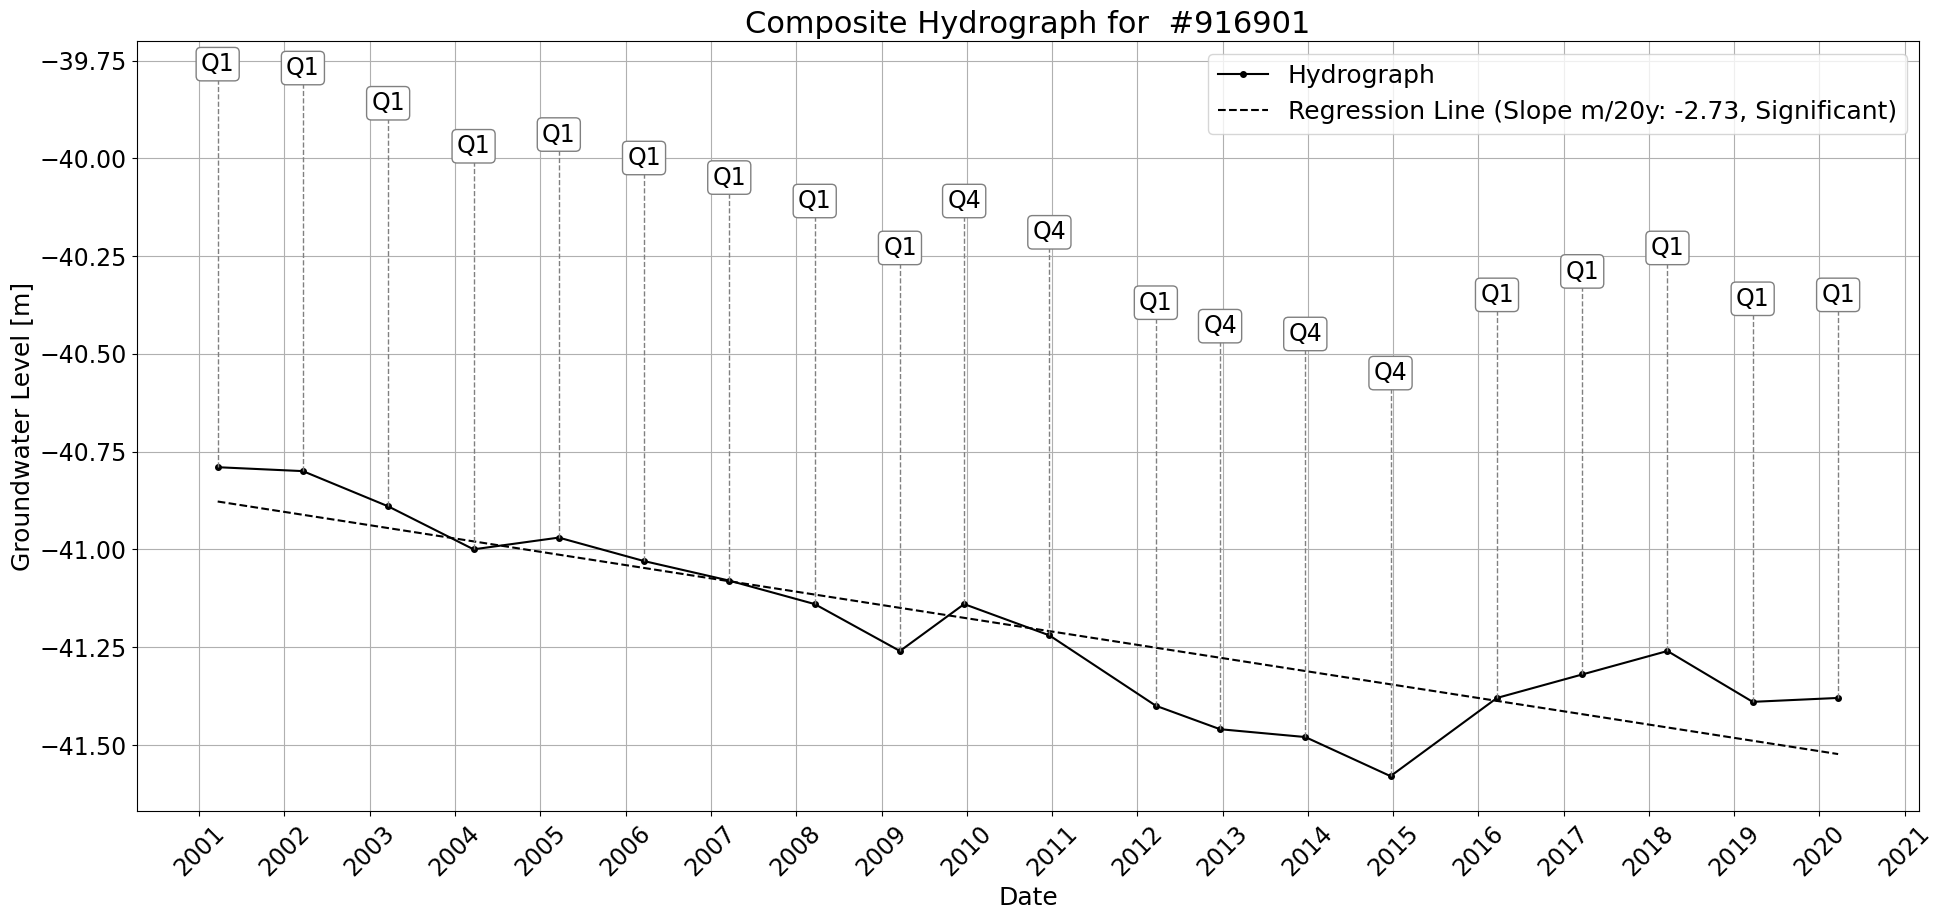 Composite Hydrograph for  #916901
Hydrograph
Regression Line (Slope m/20y: -2.73, Significant)
Groundwater Level [m]
−39.75
−40.00
−40.25
−40.50
−40.75
−41.00
−41.25
−41.50
Q1
Q1
Q1
Q1
Q1
Q1
Q1
Q1
Q1
Q4
Q4
Q1
Q4
Q4
Q4
Q1
Q1
Q1
Q1
Q1
2001
2002
2003
2004
2005
2006
2007
2008
2009
2010
2011
2012
2013
2014
2015
2016
2017
2018
2019
2020
2021
Date